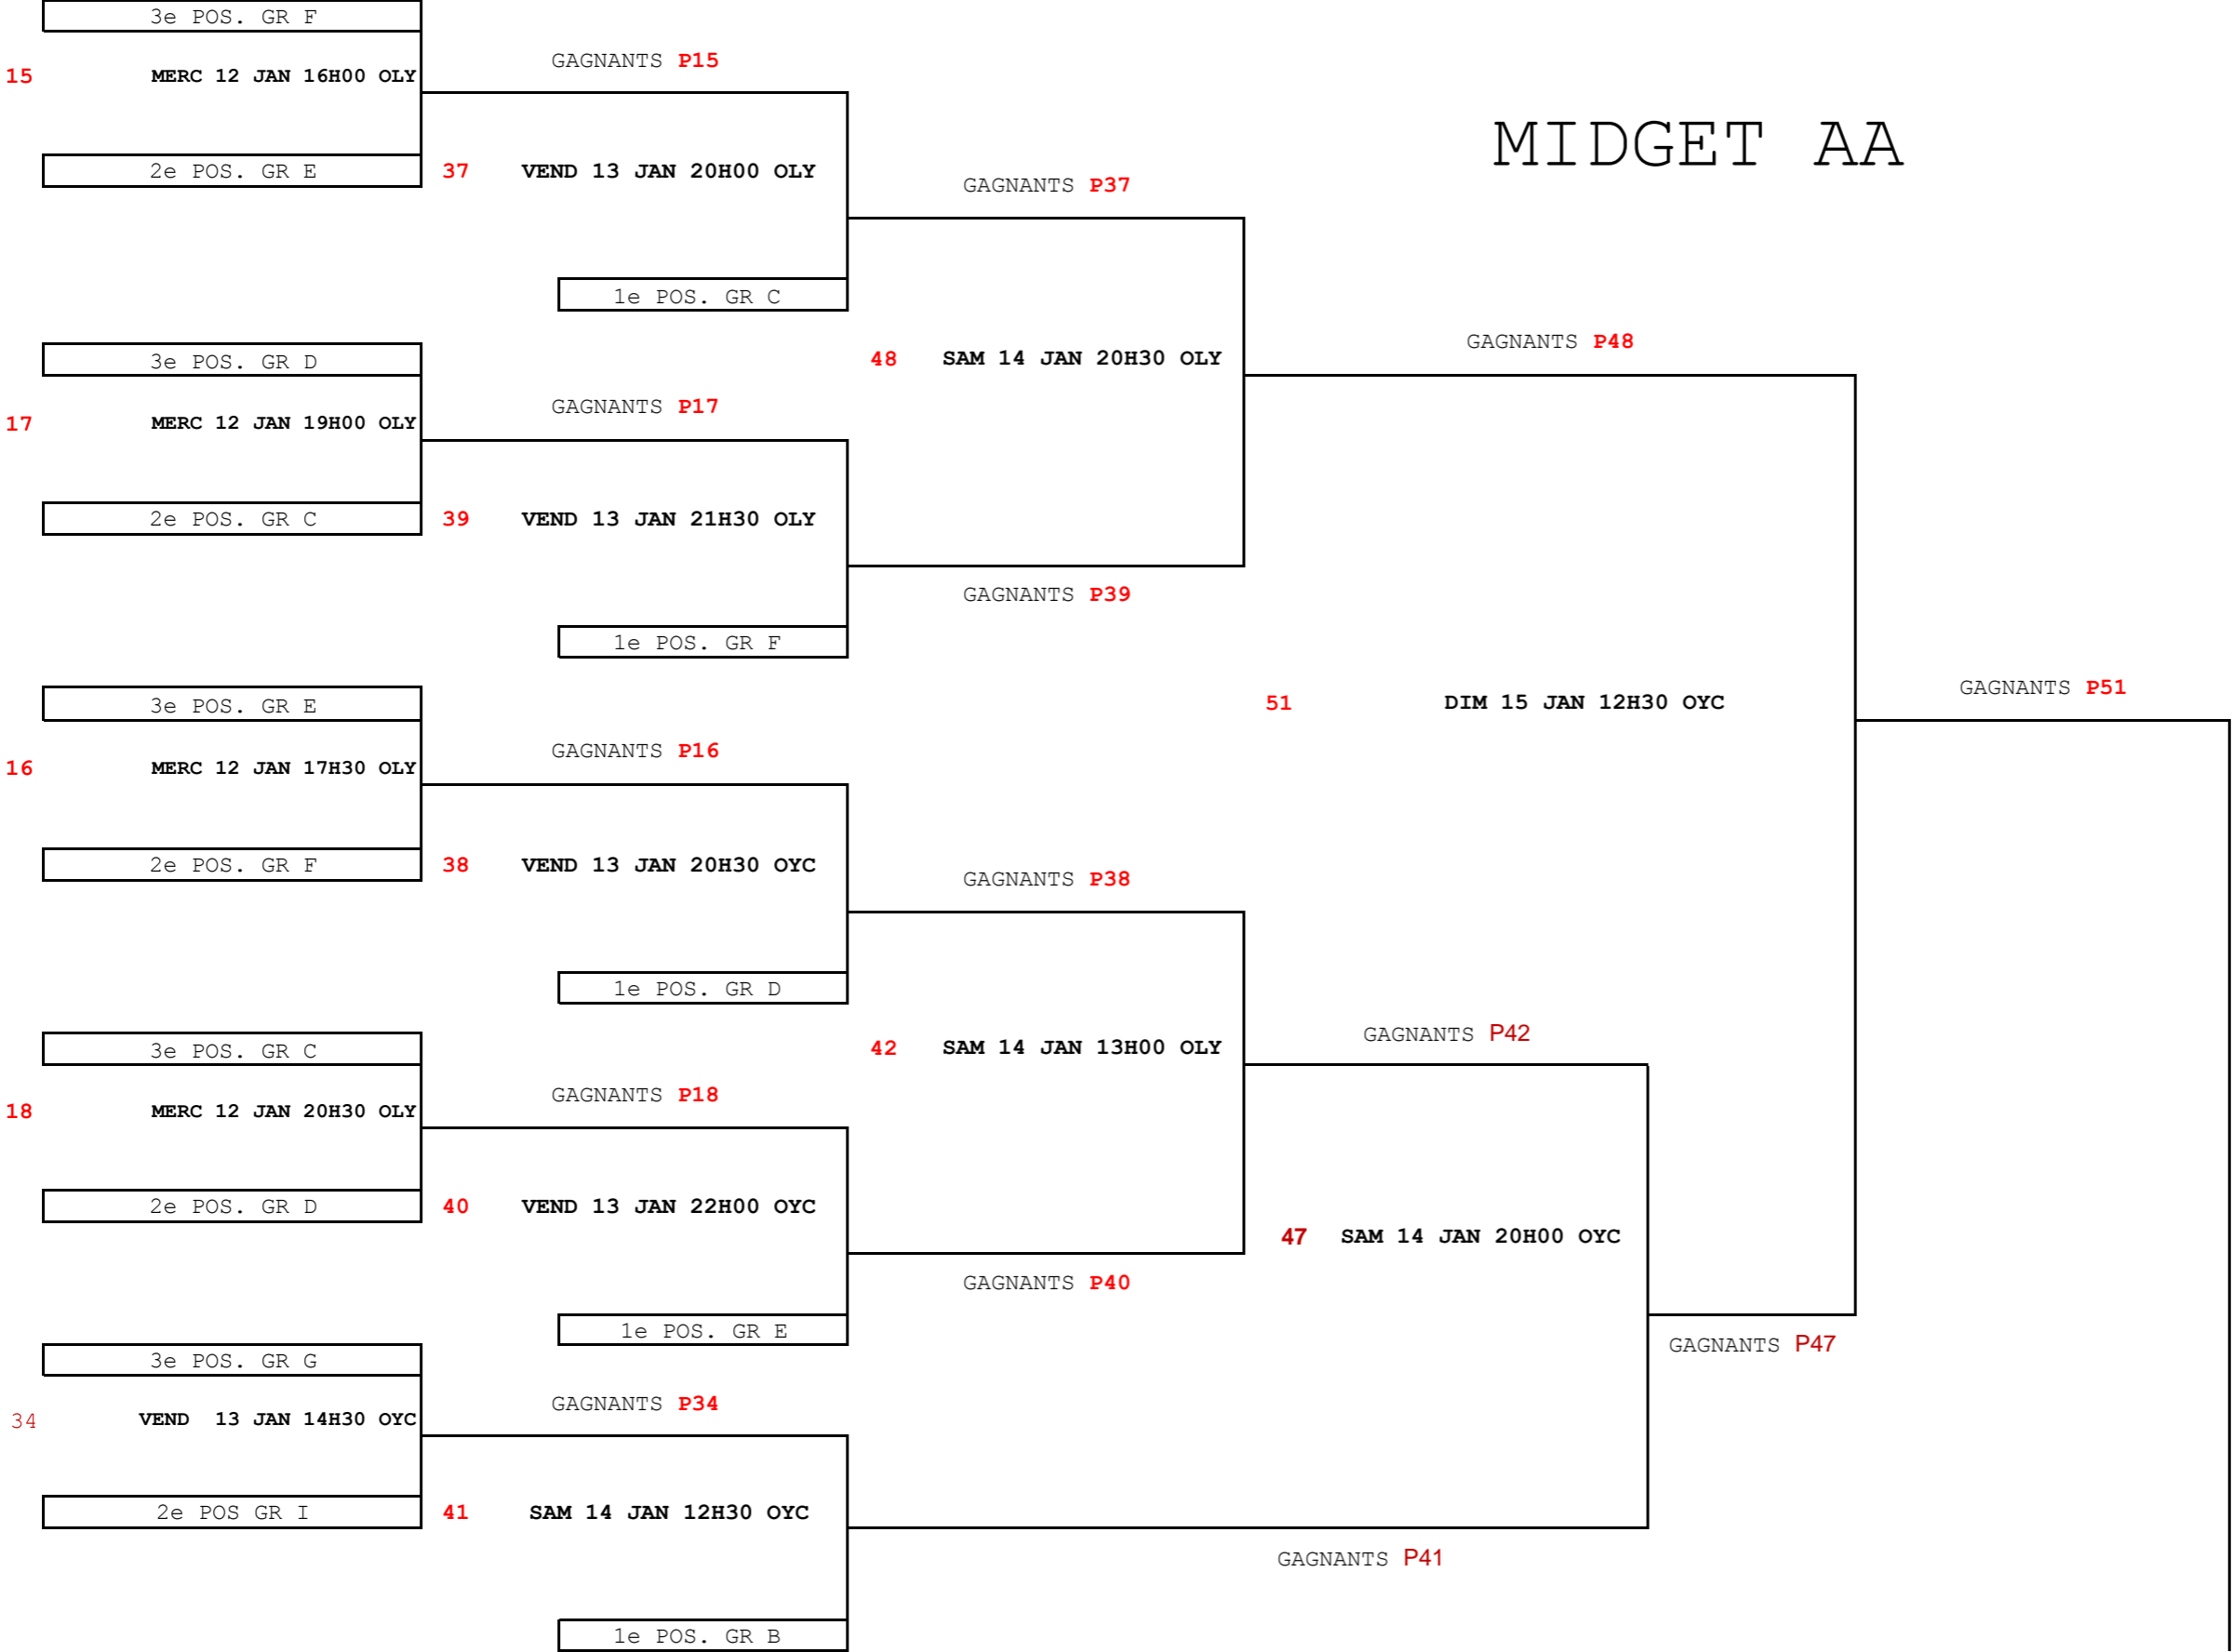 3e POS. GR F
GAGNANTS P15
15 MERC 12 JAN 16H00 OLY
MIDGET AA
2e POS. GR E
37 VEND 13 JAN 20H00 OLY
GAGNANTS P37
1e POS. GR C
3e POS. GR D
48 SAM 14 JAN 20H30 OLY
GAGNANTS P48
GAGNANTS P17
17 MERC 12 JAN 19H00 OLY
2e POS. GR C
39 VEND 13 JAN 21H30 OLY
GAGNANTS P39
1e POS. GR F
3e POS. GR E
51 DIM 15 JAN 12H30 OYC
GAGNANTS P51
GAGNANTS P16
16 MERC 12 JAN 17H30 OLY
2e POS. GR F
38 VEND 13 JAN 20H30 OYC
GAGNANTS P38
1e POS. GR D
3e POS. GR C
42 SAM 14 JAN 13H00 OLY
GAGNANTS P42
GAGNANTS P18
18 MERC 12 JAN 20H30 OLY
2e POS. GR D
40 VEND 13 JAN 22H00 OYC
47 SAM 14 JAN 20H00 OYC
GAGNANTS P40
1e POS. GR E
GAGNANTS P47
3e POS. GR G
GAGNANTS P34
34 VEND 13 JAN 14H30 OYC
2e POS GR I
41 SAM 14 JAN 12H30 OYC
GAGNANTS P41
1e POS. GR B